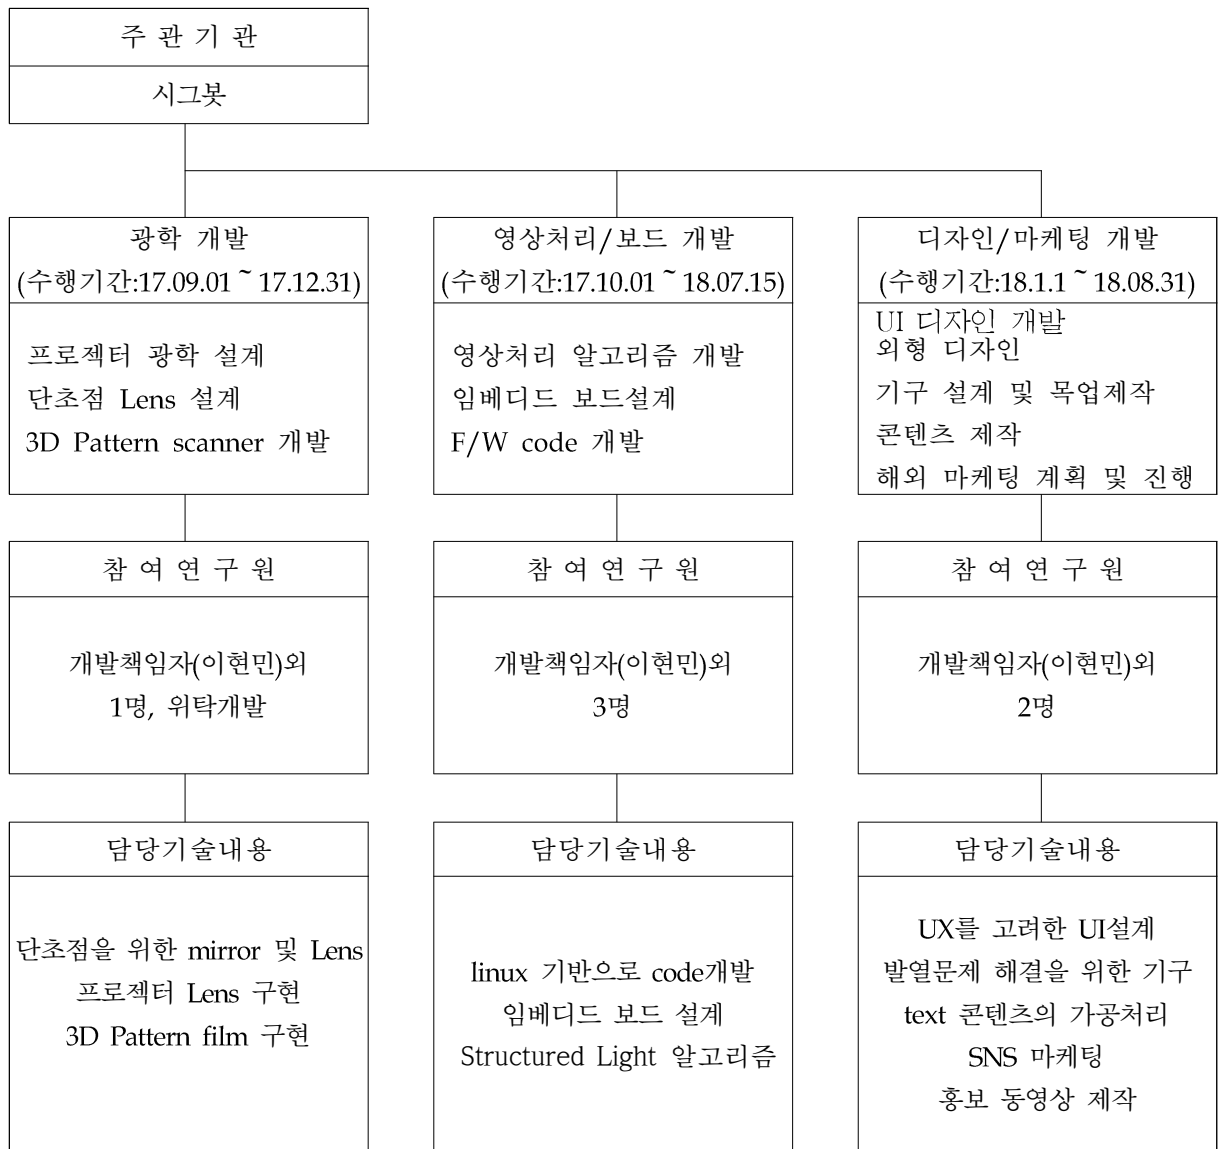 주 관 기 관
시그봇
광학 개발
(수행기간:17.09.01 ~ 17.12.31)
프로젝터 광학 설계
단초점 Lens 설계
3D Pattern scanner 개발
참 여 연 구 원
개발책임자(이현민)외
1명, 위탁개발
담당기술내용
단초점을 위한 mirror 및 Lens
프로젝터 Lens 구현
3D Pattern film 구현
영상처리/보드 개발
(수행기간:17.10.01 ~ 18.07.15)
영상처리 알고리즘 개발
임베디드 보드설계
F/W code 개발
참 여 연 구 원
개발책임자(이현민)외
3명
담당기술내용
linux 기반으로 code개발
임베디드 보드 설계
Structured Light 알고리즘
디자인/마케팅 개발
(수행기간:18.1.1 ~ 18.08.31)
UI 디자인 개발
외형 디자인
기구 설계 및 목업제작
콘텐츠 제작
해외 마케팅 계획 및 진행
참 여 연 구 원
개발책임자(이현민)외
2명
담당기술내용
UX를 고려한 UI설계
발열문제 해결을 위한 기구
text 콘텐츠의 가공처리
SNS 마케팅
홍보 동영상 제작